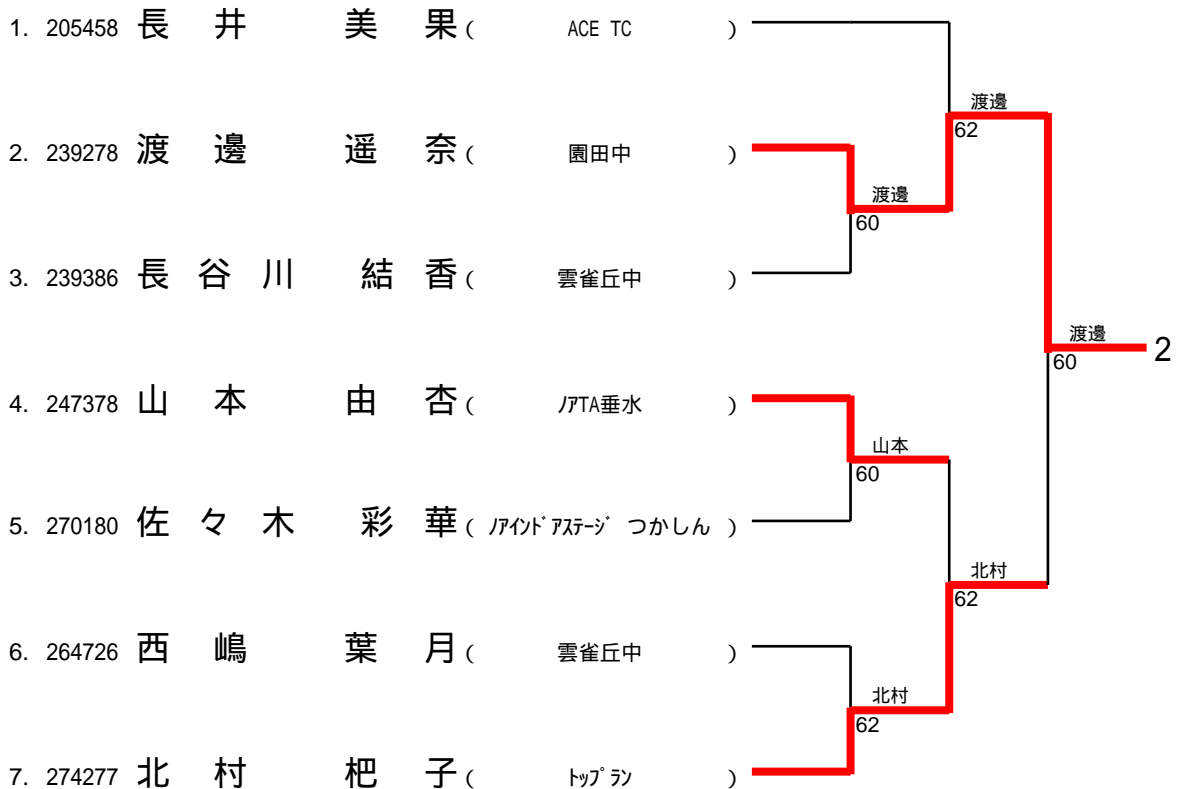 1. 205458 長 井 美 果 ( ACE TC )
渡邊
62
2. 239278 渡 邊 遥 奈 ( 園田中 )
渡邊
60
3. 239386 長 谷 川 結 香 ( 雲雀丘中 )
渡邊
60
2
4. 247378 山 本 由 杏 ( ﾉｱTA垂水 )
山本
60
5. 270180 佐 々 木 彩 華 ( ﾉｱｲﾝﾄﾞｱｽﾃｰｼﾞ つかしん )
北村
62
6. 264726 西 嶋 葉 月 ( 雲雀丘中 )
北村
62
7. 274277 北 村 杷 子 ( ﾄｯﾌﾟﾗﾝ )